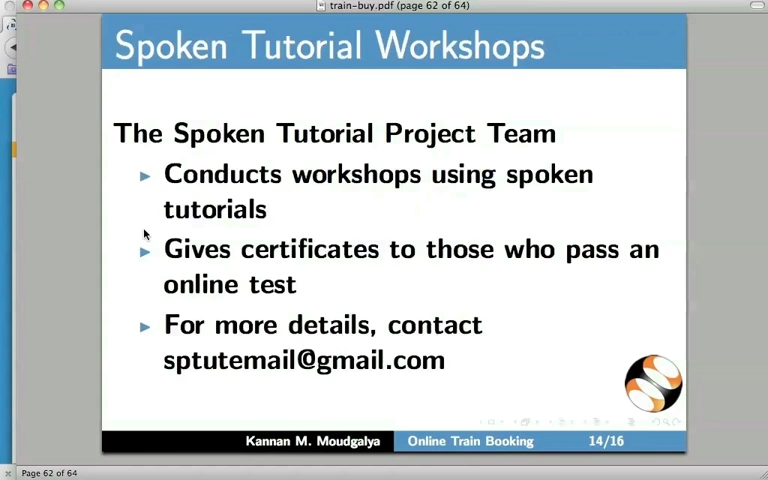 train-buy.pdf (page 62 of 64)
Spoken Tutorial Workshops
The Spoken Tutorial Project Team
Conducts workshops using spoken
tutorials
Gives certificates to those who pass an
online test
For more details, contact
sptutemail@gmail.com
Kannan M. Moudgalya Online Train Booking 14/16
Page 62 of 64